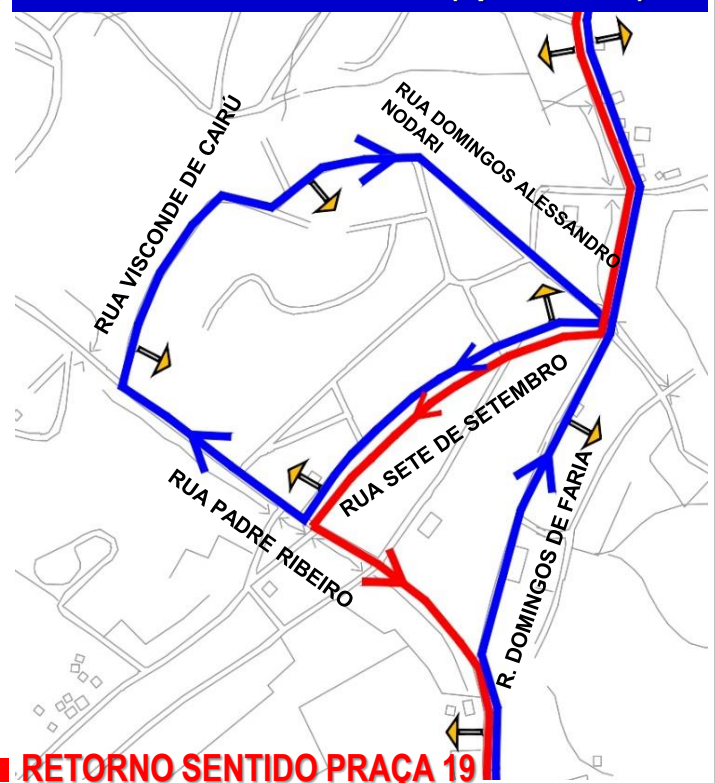 RUA DOMINGOS ALESSANDRO
NODARI
RUA VISCONDE DE CAIRÚ
RUA SETE DE SETEMBRO
RUA PADRE RIBEIRO
R. DOMINGOS DE FARIA
RETORNO SENTIDO PRAÇA 19